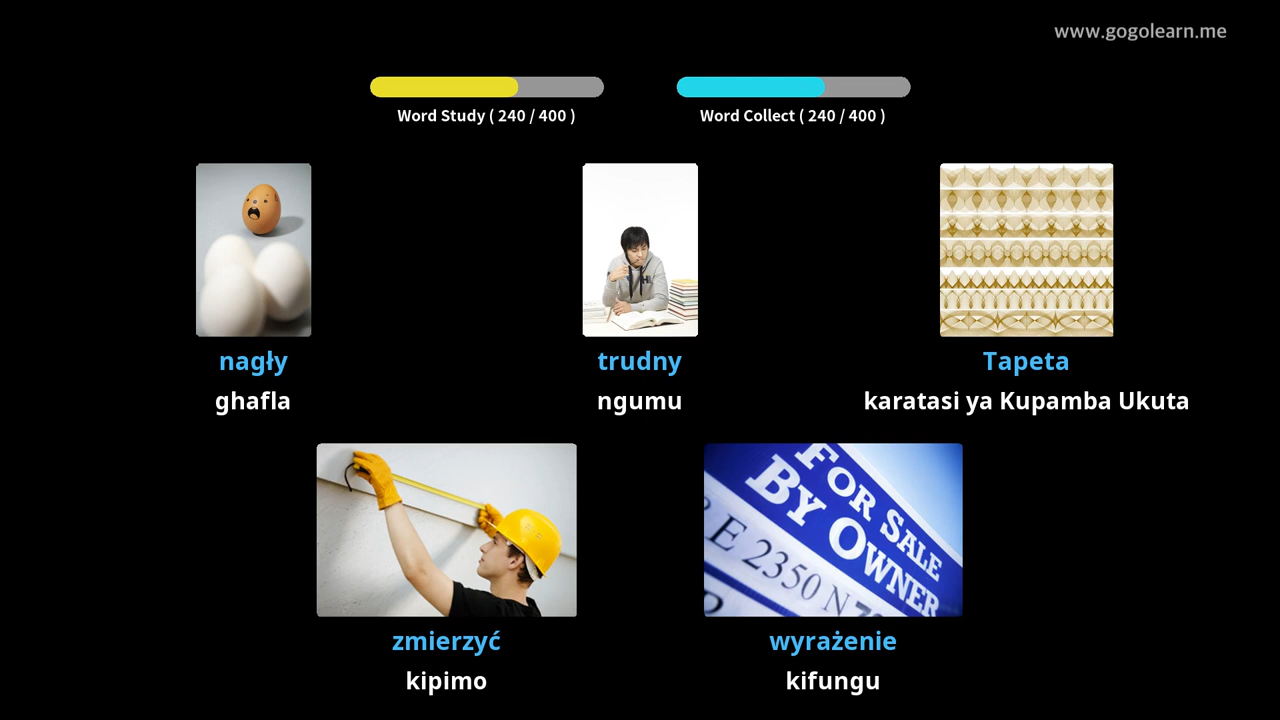 www.gogolearn.me
Word Study ( 240 / 400 )
Word Collect ( 240 / 400 )
nagły
trudny
Tapeta
ghafla
ngumu
karatasi ya Kupamba Ukuta
FOR SALE
BY OWNER
E 2350 N
zmierzyć
wyrażenie
kipimo
kifungu